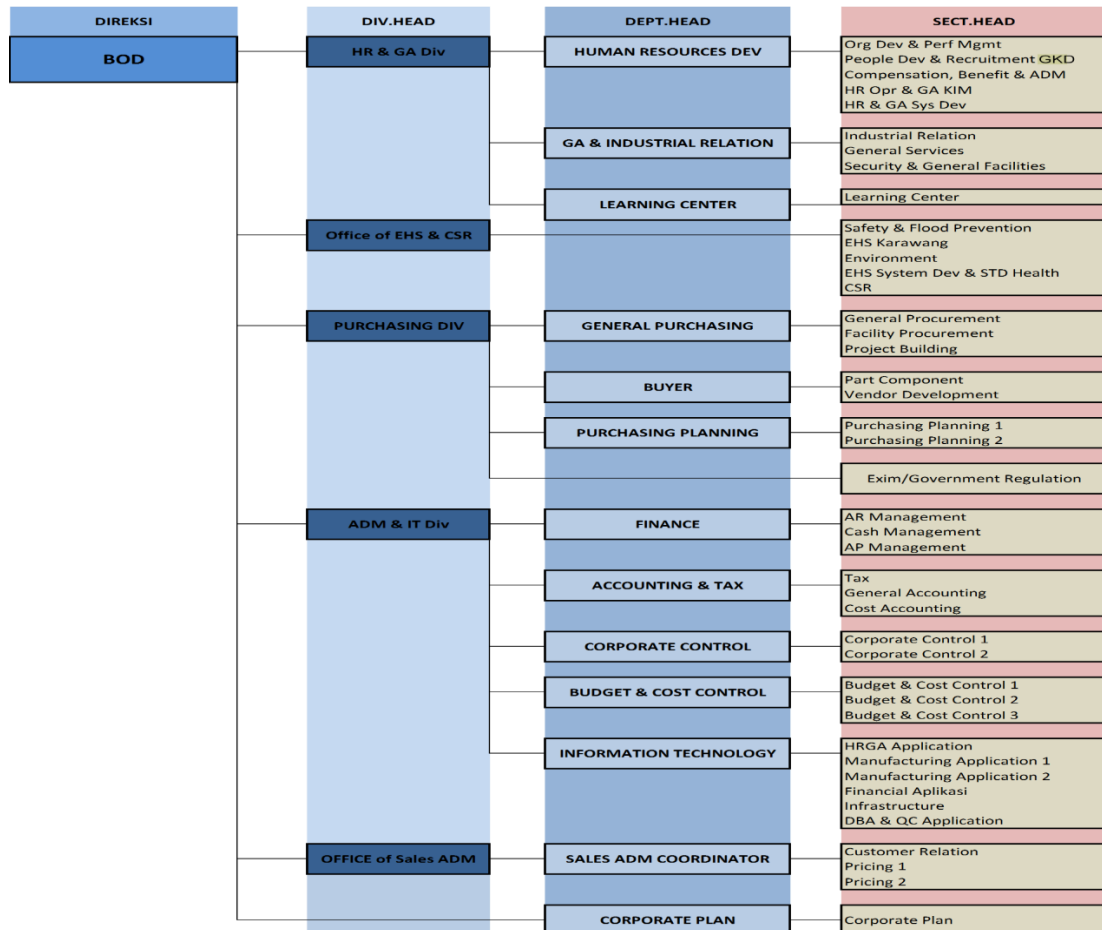 DIREKSI
DIV.HEAD
DEPT.HEAD
SECT.HEAD
BOD
HR & GA Div
HUMAN RESOURCES DEV
Org Dev & Perf Mgmt
People Dev & Recruitment GKD
Compensation, Benefit & ADM
HR Opr & GA KIM
HR & GA Sys Dev
GA & INDUSTRIAL RELATION
Industrial Relation
General Services
Security & General Facilities
LEARNING CENTER
Learning Center
Office of EHS & CSR
Safety & Flood Prevention
EHS Karawang
Environment
EHS System Dev & STD Health
CSR
PURCHASING DIV
GENERAL PURCHASING
General Procurement
Facility Procurement
Project Building
BUYER
Part Component
Vendor Development
PURCHASING PLANNING
Purchasing Planning 1
Purchasing Planning 2
Exim/Government Regulation
ADM & IT Div
FINANCE
AR Management
Cash Management
AP Management
ACCOUNTING & TAX
Tax
General Accounting
Cost Accounting
CORPORATE CONTROL
Corporate Control 1
Corporate Control 2
BUDGET & COST CONTROL
Budget & Cost Control 1
Budget & Cost Control 2
Budget & Cost Control 3
INFORMATION TECHNOLOGY
HRGA Application
Manufacturing Application 1
Manufacturing Application 2
Financial Aplikasi
Infrastructure
DBA & QC Application
OFFICE of Sales ADM
SALES ADM COORDINATOR
Customer Relation
Pricing 1
Pricing 2
CORPORATE PLAN
Corporate Plan